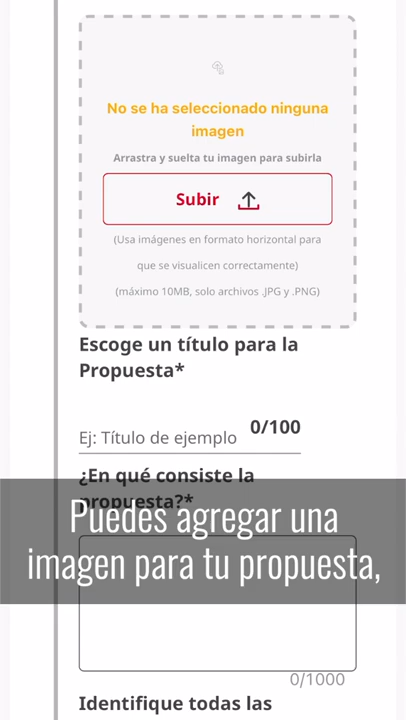 No se ha seleccionado ninguna
imagen
Arrastra y suelta tu imagen para subirla
Subir
(Usa imágenes en formato horizontal para
que se visualicen correctamente)
(máximo 10MB, solo archivos .JPG y .PNG)
Escoge un título para la
Propuesta*
Ej: Título de ejemplo 0/100
¿En qué consiste la
propuesta?*
Puedes agregar una
imagen para tu propuesta,
0/1000
Identifique todas las